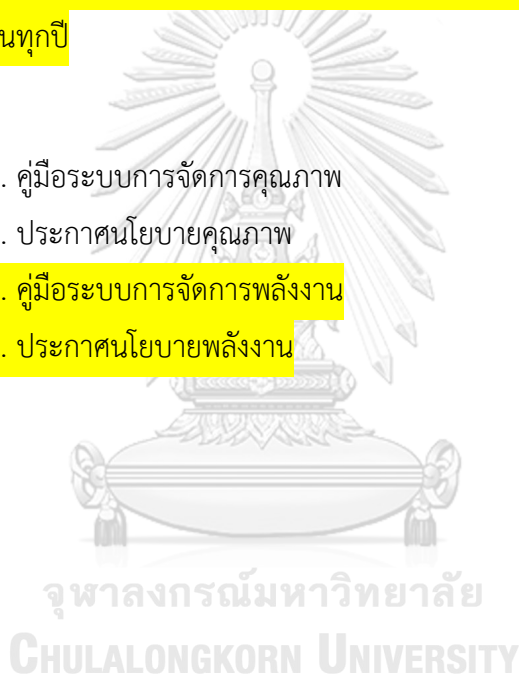 นทุกปี
. คู่มือระบบการจัดการคุณภาพ
. ประกาศนโยบายคุณภาพ
. คู่มือระบบการจัดการพลังงาน
. ประกาศนโยบายพลังงาน
จุฬาลงกรณ์มหาวิทยาลัย
CHULALONGKORN UNIVERSITY